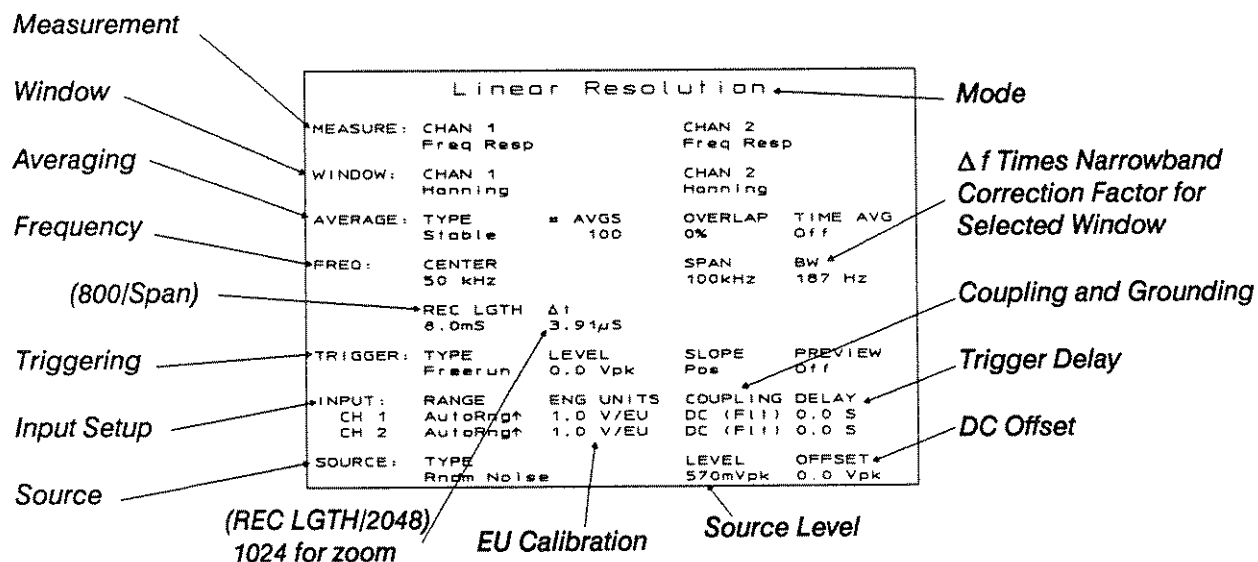 Measurement
Window
Averaging
Frequency
(800/Span)
Triggering
Input Setup
Source
Linear Resolution
MEASURE: CHAN 1 CHAN 2
Freq Resp Freq Resp
WINDOW: CHAN 1 CHAN 2
Hanning Hanning
AVERAGE: TYPE # AVGS OVERLAP TIME AVG
Stable 100 0% Off
FREQ: CENTER SPAN BW
50 kHz 100kHz 187 Hz
REC LGTH Δt
8.0mS 3.91µS
TRIGGER: TYPE LEVEL SLOPE PREVIEW
Freerun 0.0 Vpk Pos Off
INPUT: RANGE ENG UNITS COUPLING DELAY
CH 1 AutoRng↑ 1.0 V/EU DC (Flt) 0.0 S
CH 2 AutoRng↑ 1.0 V/EU DC (Flt) 0.0 S
SOURCE: TYPE LEVEL OFFSET
Rndm Noise 570mVpk 0.0 Vpk
Mode
Δ f Times Narrowband
Correction Factor for
Selected Window
Coupling and Grounding
Trigger Delay
DC Offset
(REC LGTH/2048)
1024 for zoom
EU Calibration
Source Level